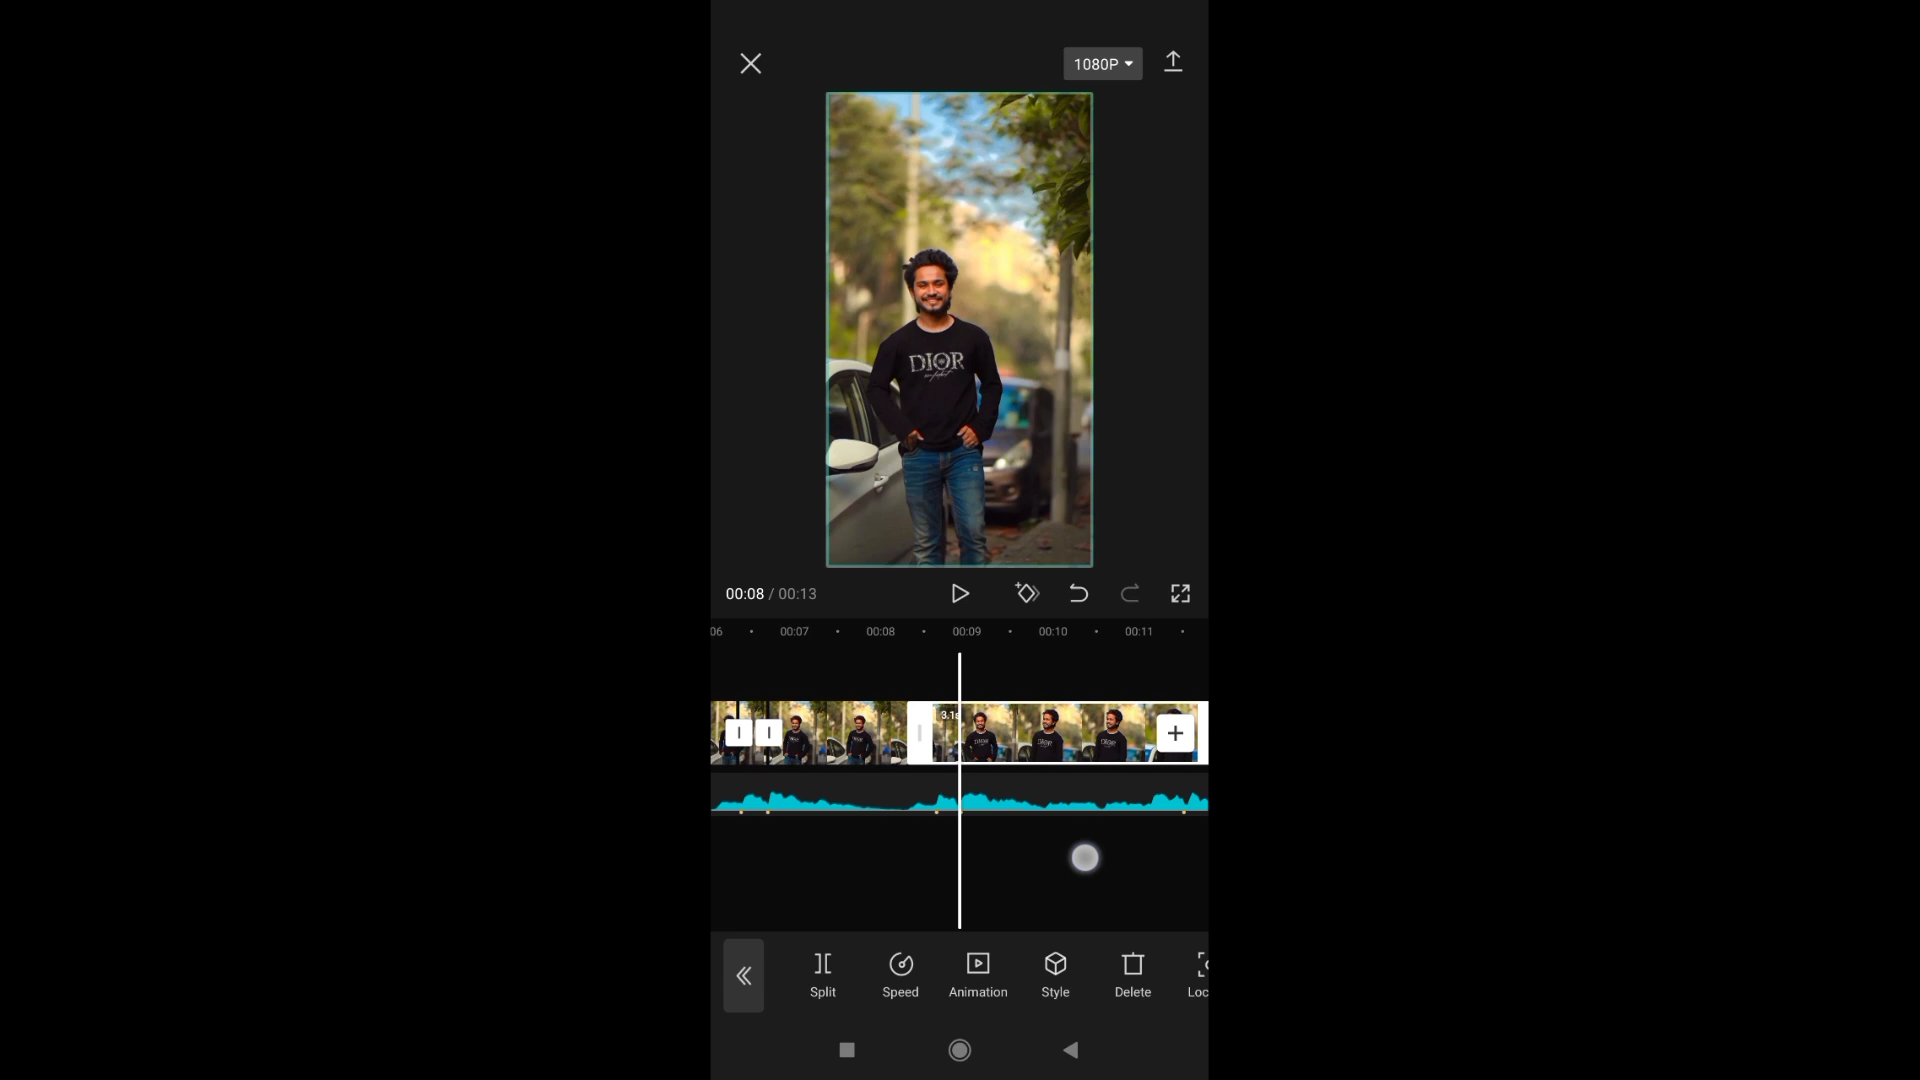 1080P
DIOR
00:08 / 00:13
06 00:07 00:08 00:09 00:10 00:11
3.1s
Split Speed Animation Style Delete Loc